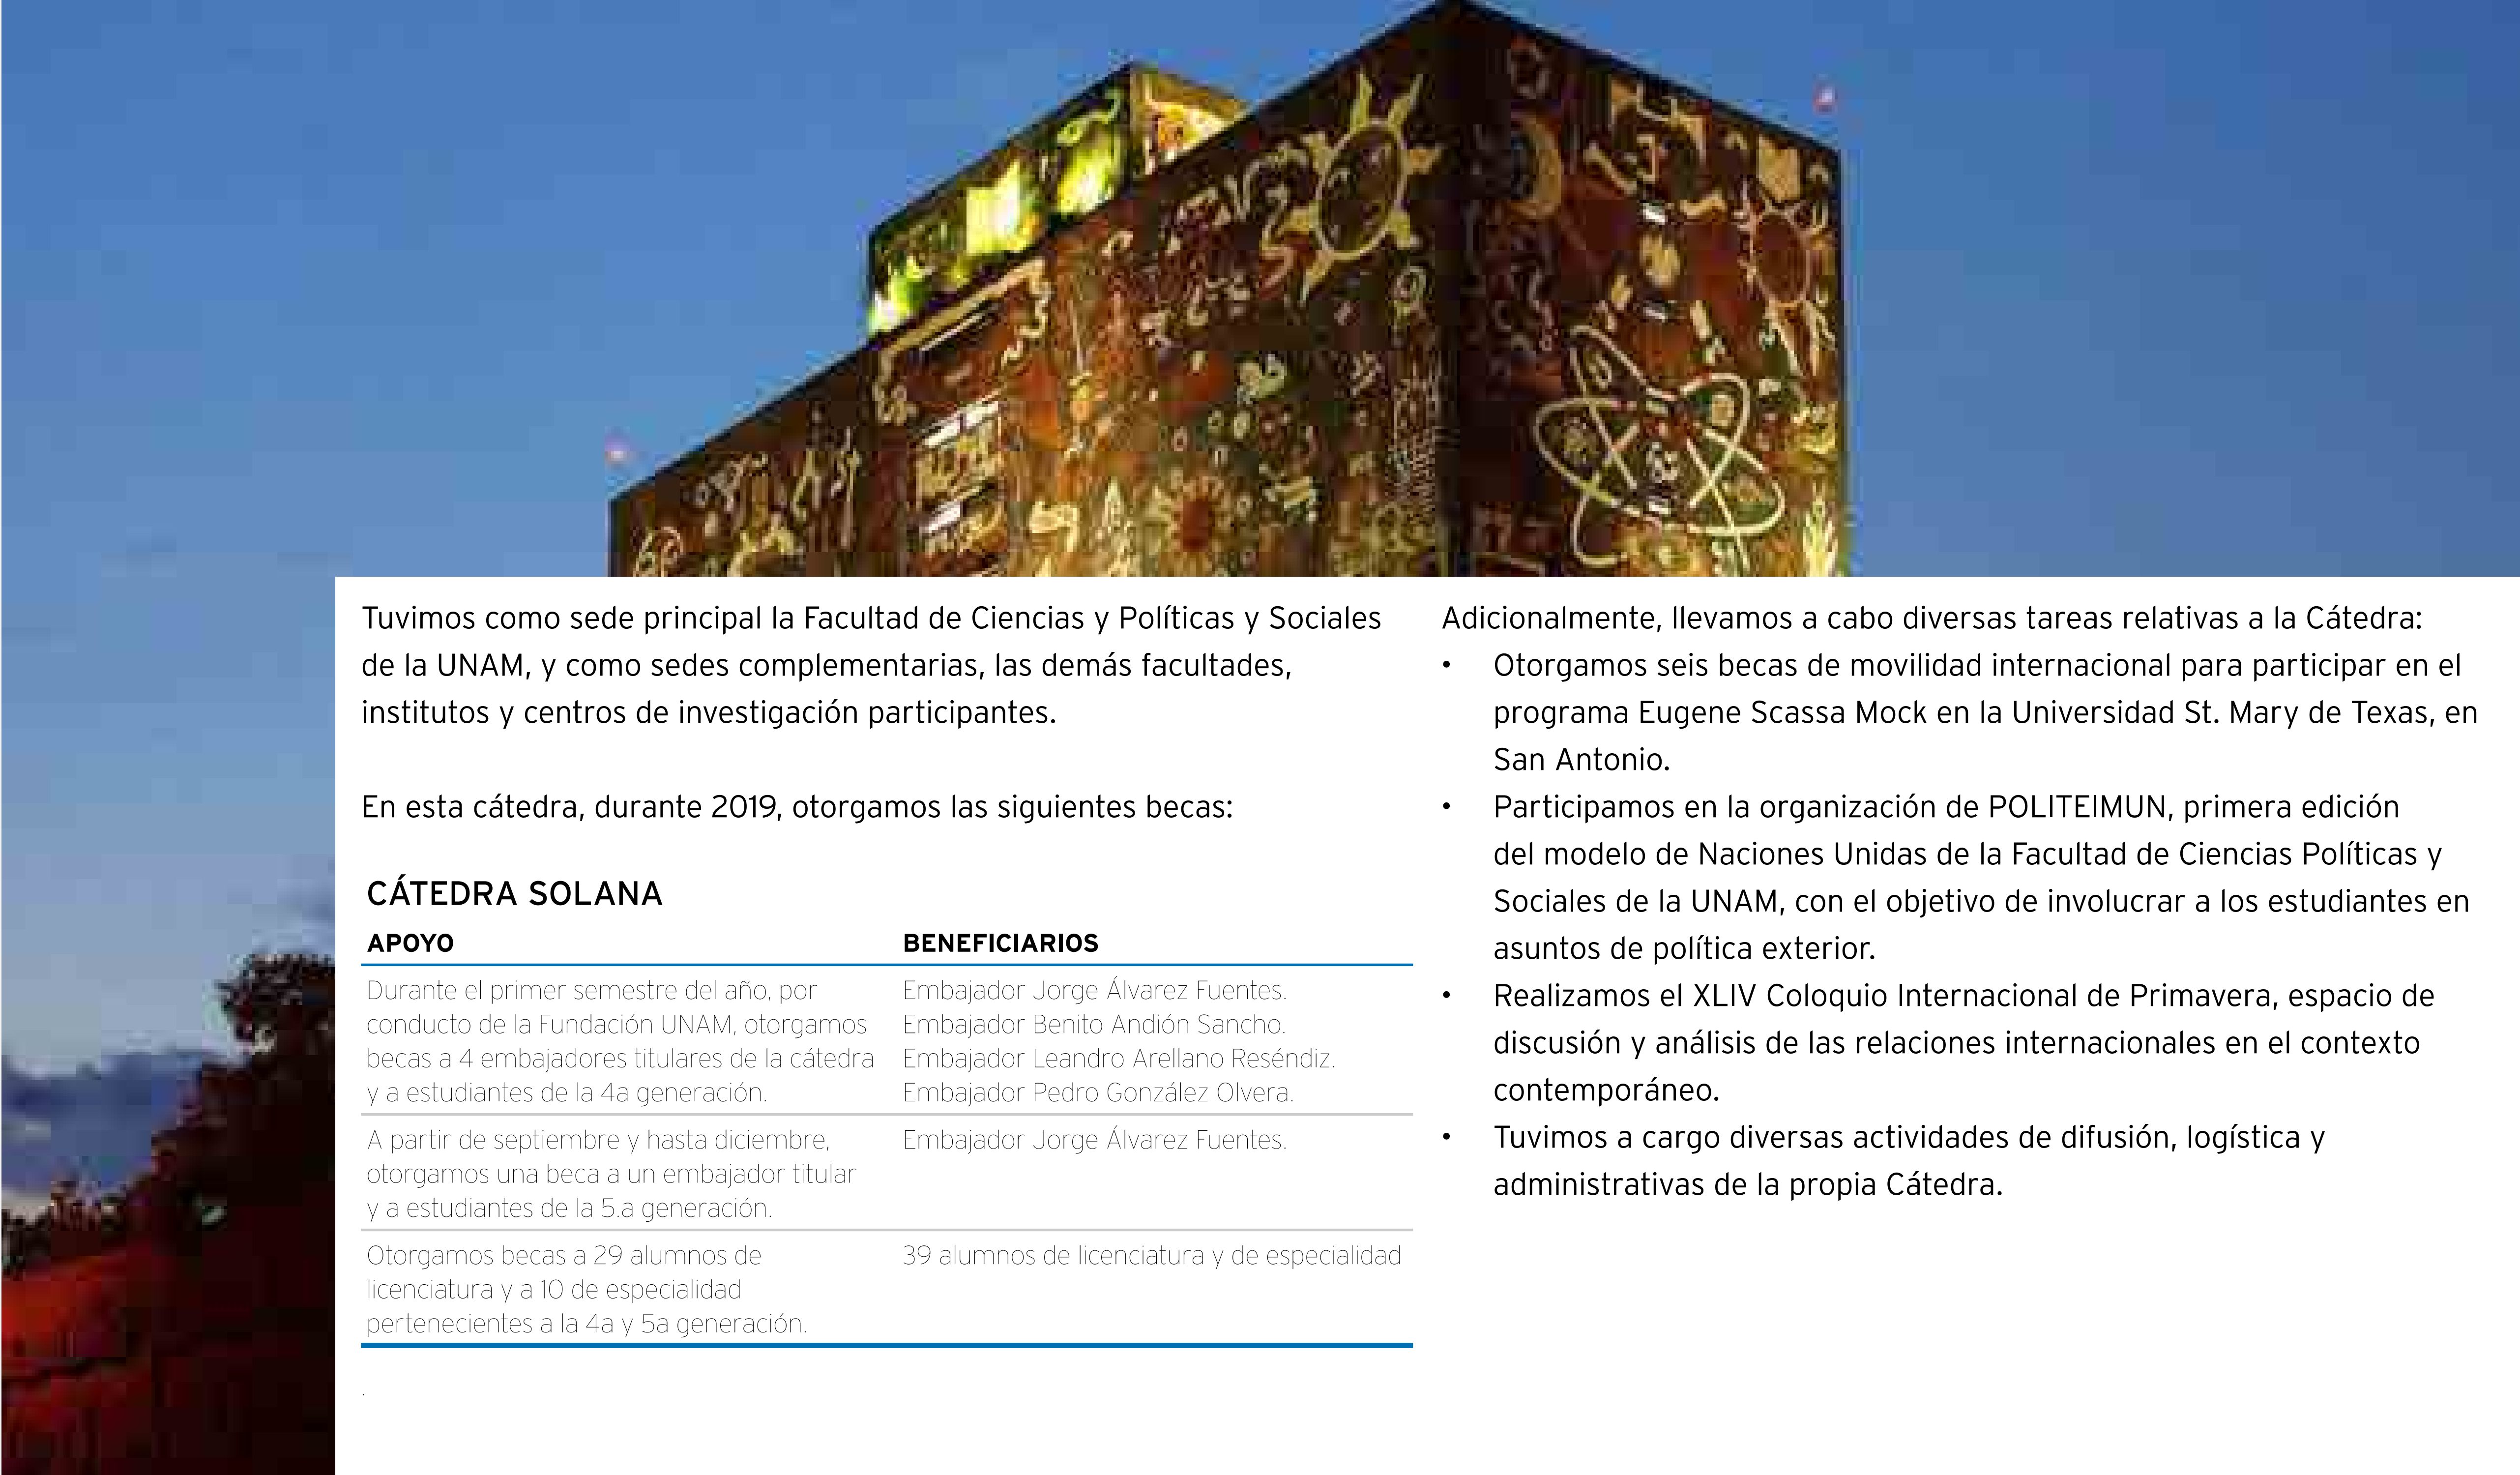 Tuvimos como sede principal la Facultad de Ciencias y Políticas y Sociales
de la UNAM, y como sedes complementarias, las demás facultades,
institutos y centros de investigación participantes.
En esta cátedra, durante 2019, otorgamos las siguientes becas:
CÁTEDRA SOLANA
APOYO BENEFICIARIOS
Durante el primer semestre del año, por
conducto de la Fundación UNAM, otorgamos
becas a 4 embajadores titulares de la cátedra
y a estudiantes de la 4a generación.
Embajador Jorge Álvarez Fuentes.
Embajador Benito Andión Sancho.
Embajador Leandro Arellano Reséndiz.
Embajador Pedro González Olvera.
A partir de septiembre y hasta diciembre,
otorgamos una beca a un embajador titular
y a estudiantes de la 5.a generación.
Embajador Jorge Álvarez Fuentes.
Otorgamos becas a 29 alumnos de
licenciatura y a 10 de especialidad
pertenecientes a la 4a y 5a generación.
39 alumnos de licenciatura y de especialidad
.
Adicionalmente, llevamos a cabo diversas tareas relativas a la Cátedra:
• Otorgamos seis becas de movilidad internacional para participar en el
programa Eugene Scassa Mock en la Universidad St. Mary de Texas, en
San Antonio.
• Participamos en la organización de POLITEIMUN, primera edición
del modelo de Naciones Unidas de la Facultad de Ciencias Políticas y
Sociales de la UNAM, con el objetivo de involucrar a los estudiantes en
asuntos de política exterior.
• Realizamos el XLIV Coloquio Internacional de Primavera, espacio de
discusión y análisis de las relaciones internacionales en el contexto
contemporáneo.
• Tuvimos a cargo diversas actividades de difusión, logística y
administrativas de la propia Cátedra.